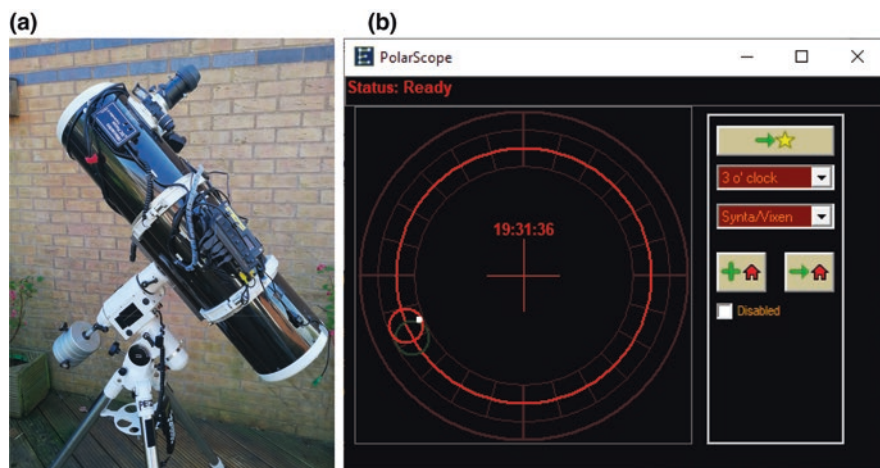 (a)
(b)
PolarScope
Status: Ready
19:31:36
3 o' clock
Synta/Vixen
Disabled